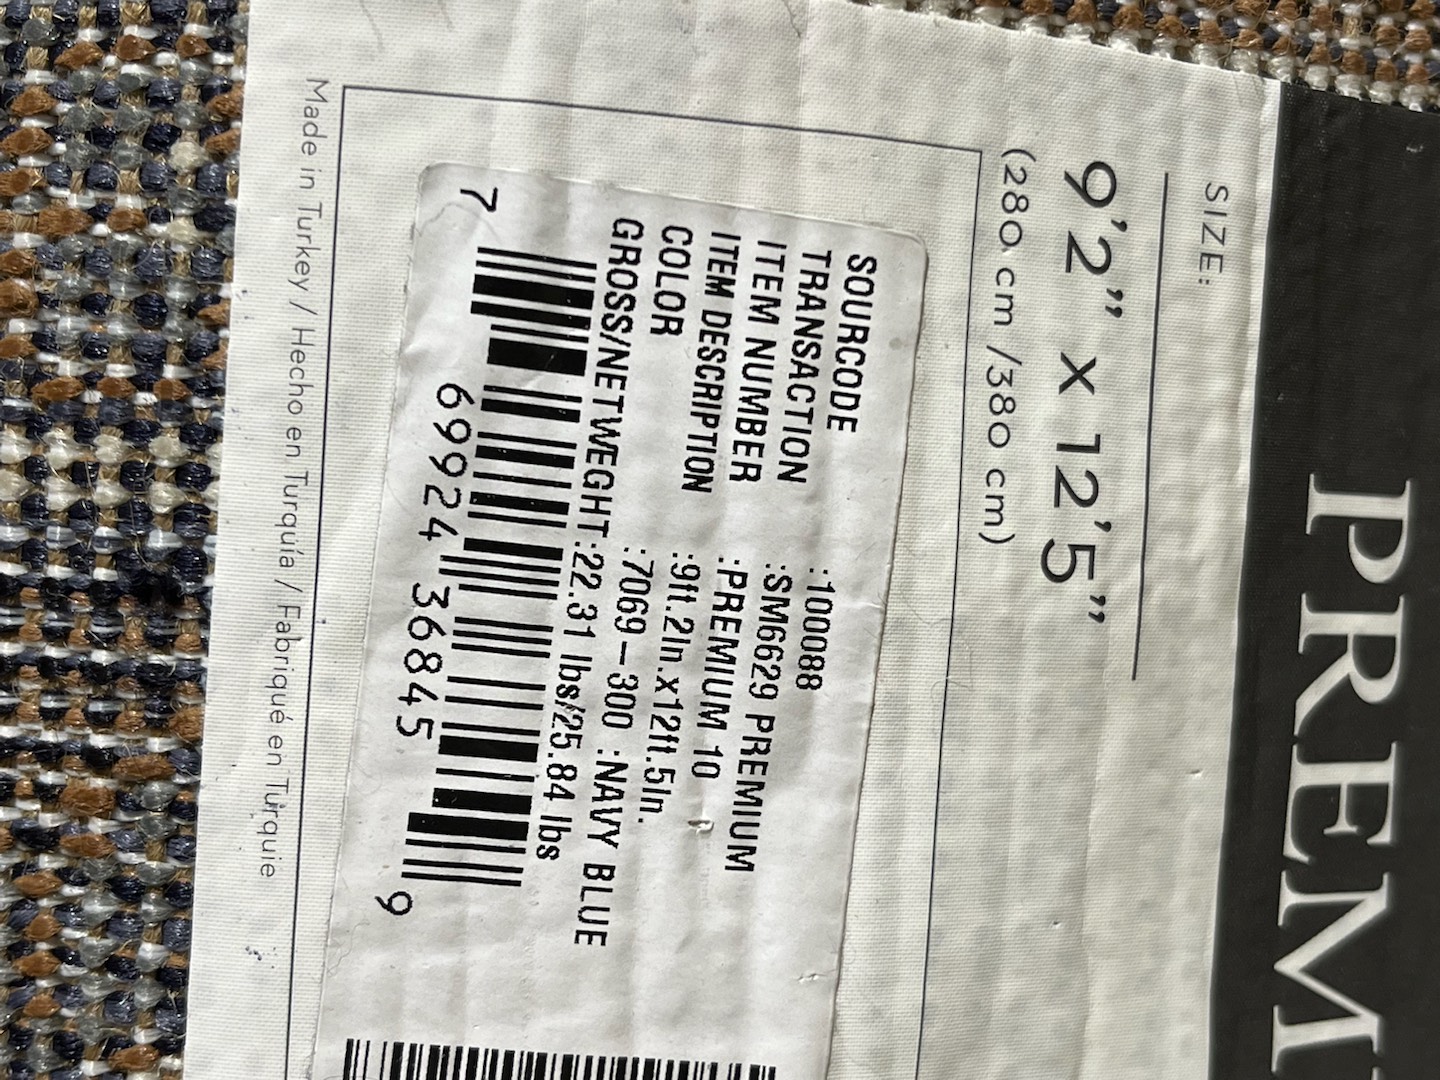 PREM
SIZE:
9'2" x 12'5"
(280 cm /380 cm)
SOURCODE :100088
TRANSACTION :SM6629 PREMIUM
ITEM NUMBER :PREMIUM 10
ITEM DESCRIPTION :9ft.2In.x12ft.5In.
COLOR :7069-300 :NAVY BLUE
GROSS/NETWEGHT:22.31 lbs/25.84 lbs
7 69924 36845 9
Made in Turkey / Hecho en Turquía / Fabriqué en Turquie